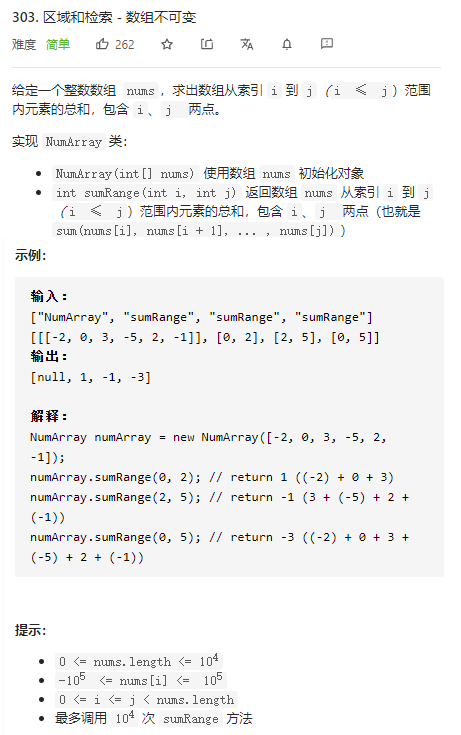 303. 区域和检索 - 数组不可变
难度 简单 262
给定一个整数数组 nums，求出数组从索引 i 到 j（i ≤ j）范围
内元素的总和，包含 i、j 两点。
实现 NumArray 类：
NumArray(int[] nums) 使用数组 nums 初始化对象
int sumRange(int i, int j) 返回数组 nums 从索引 i 到 j
（i ≤ j）范围内元素的总和，包含 i、j 两点（也就是
sum(nums[i], nums[i + 1], ... , nums[j])）
示例：
输入：
["NumArray", "sumRange", "sumRange", "sumRange"]
[[[-2, 0, 3, -5, 2, -1]], [0, 2], [2, 5], [0, 5]]
输出：
[null, 1, -1, -3]
解释：
NumArray numArray = new NumArray([-2, 0, 3, -5, 2,
-1]);
numArray.sumRange(0, 2); // return 1 ((-2) + 0 + 3)
numArray.sumRange(2, 5); // return -1 (3 + (-5) + 2 +
(-1))
numArray.sumRange(0, 5); // return -3 ((-2) + 0 + 3 +
(-5) + 2 + (-1))
提示：
0 <= nums.length <= 10⁴
-10⁵ <= nums[i] <= 10⁵
0 <= i <= j < nums.length
最多调用 10⁴ 次 sumRange 方法